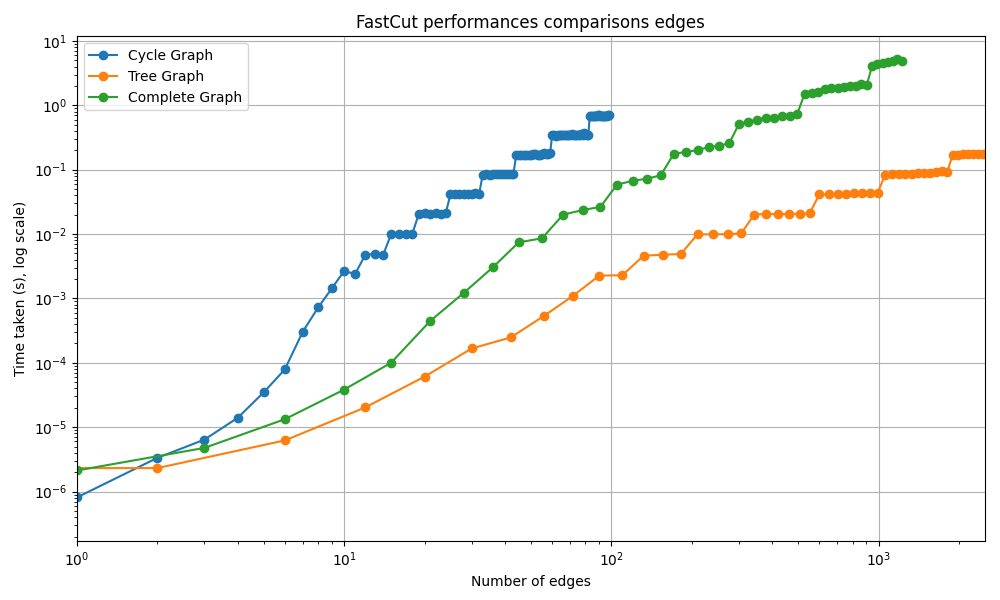 FastCut performances comparisons edges
Cycle Graph
Tree Graph
Complete Graph
Time taken (s), log scale)
10¹
10⁰
10⁻¹
10⁻²
10⁻³
10⁻⁴
10⁻⁵
10⁻⁶
10⁰ 10¹ 10² 10³
Number of edges